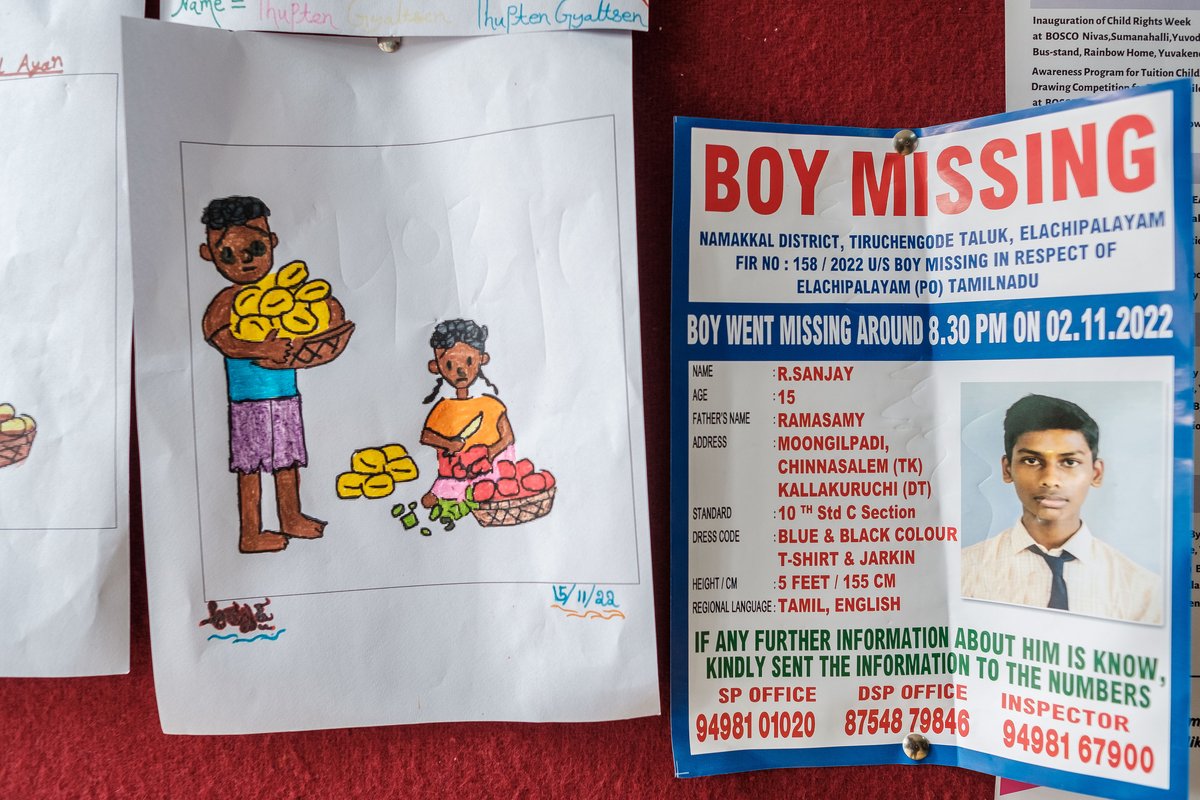 Name = Thupten Gyaltsen Thupten Gyaltsen
Ayan
15/11/22
Inauguration of Child Rights Week
at BOSCO Nivas,Sumanahalli,Yuvod
Bus-stand, Rainbow Home, Yuvaken
Awareness Program for Tuition Child
Drawing Competition
BOY MISSING
NAMAKKAL DISTRICT, TIRUCHENGODE TALUK, ELACHIPALAYAM
FIR NO : 158 / 2022 U/S BOY MISSING IN RESPECT OF
ELACHIPALAYAM (PO) TAMILNADU
BOY WENT MISSING AROUND 8.30 PM ON 02.11.2022
NAME : R.SANJAY
AGE : 15
FATHER'S NAME : RAMASAMY
ADDRESS : MOONGILPADI,
CHINNASALEM (TK)
KALLAKURUCHI (DT)
STANDARD : 10 TH Std C Section
DRESS CODE : BLUE & BLACK COLOUR
T-SHIRT & JARKIN
HEIGHT / CM : 5 FEET / 155 CM
REGIONAL LANGUAGE : TAMIL, ENGLISH
IF ANY FURTHER INFORMATION ABOUT HIM IS KNOW,
KINDLY SENT THE INFORMATION TO THE NUMBERS
SP OFFICE DSP OFFICE INSPECTOR
94981 01020 87548 79846 94981 67900